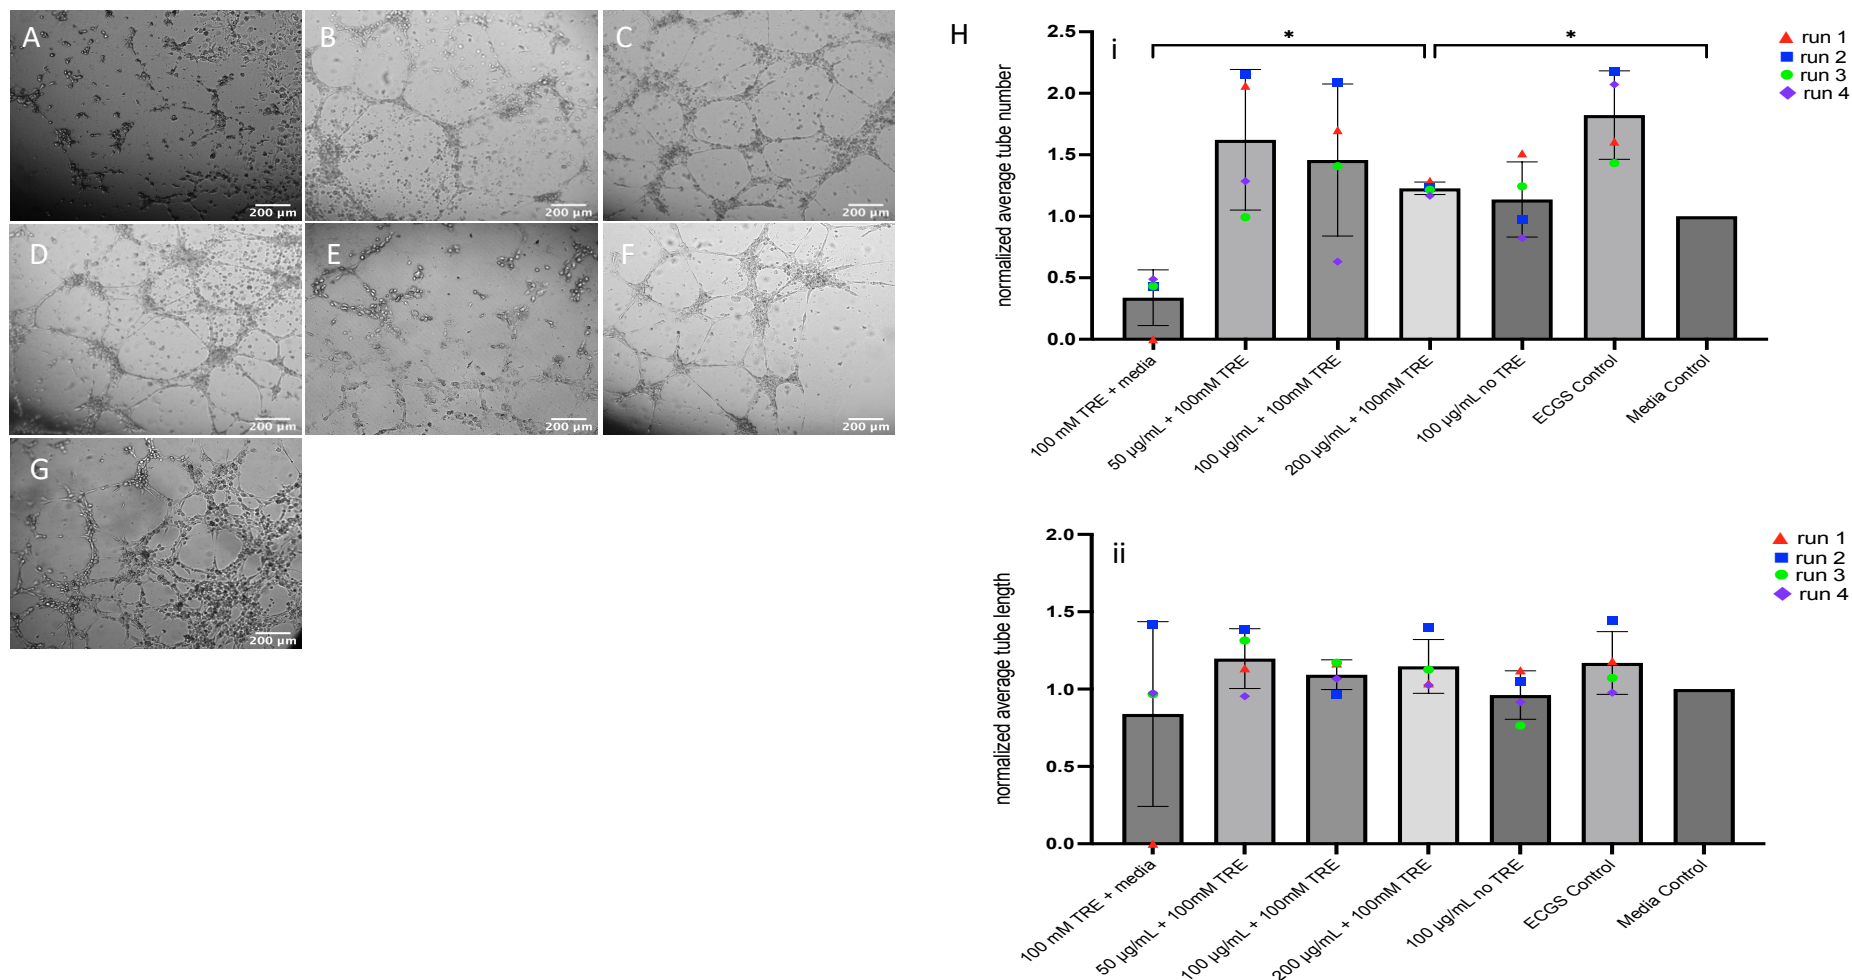 A
200 µm
B
200 µm
C
200 µm
D
200 µm
E
200 µm
F
200 µm
G
200 µm
H
i
normalized average tube number
2.5
2.0
1.5
1.0
0.5
0.0
*
*
run 1
run 2
run 3
run 4
100 mM TRE + media
50 µg/mL + 100mM TRE
100 µg/mL + 100mM TRE
200 µg/mL + 100mM TRE
100 µg/mL no TRE
ECGS Control
Media Control
ii
normalized average tube length
2.0
1.5
1.0
0.5
0.0
run 1
run 2
run 3
run 4
100 mM TRE + media
50 µg/mL + 100mM TRE
100 µg/mL + 100mM TRE
200 µg/mL + 100mM TRE
100 µg/mL no TRE
ECGS Control
Media Control